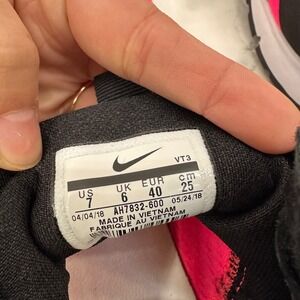 VT3
US UK EUR cm
7 6 40 25
04/04/18 AH7832-600 05/24/18
MADE IN VIETNAM
FABRIQUE AU VIETNAM